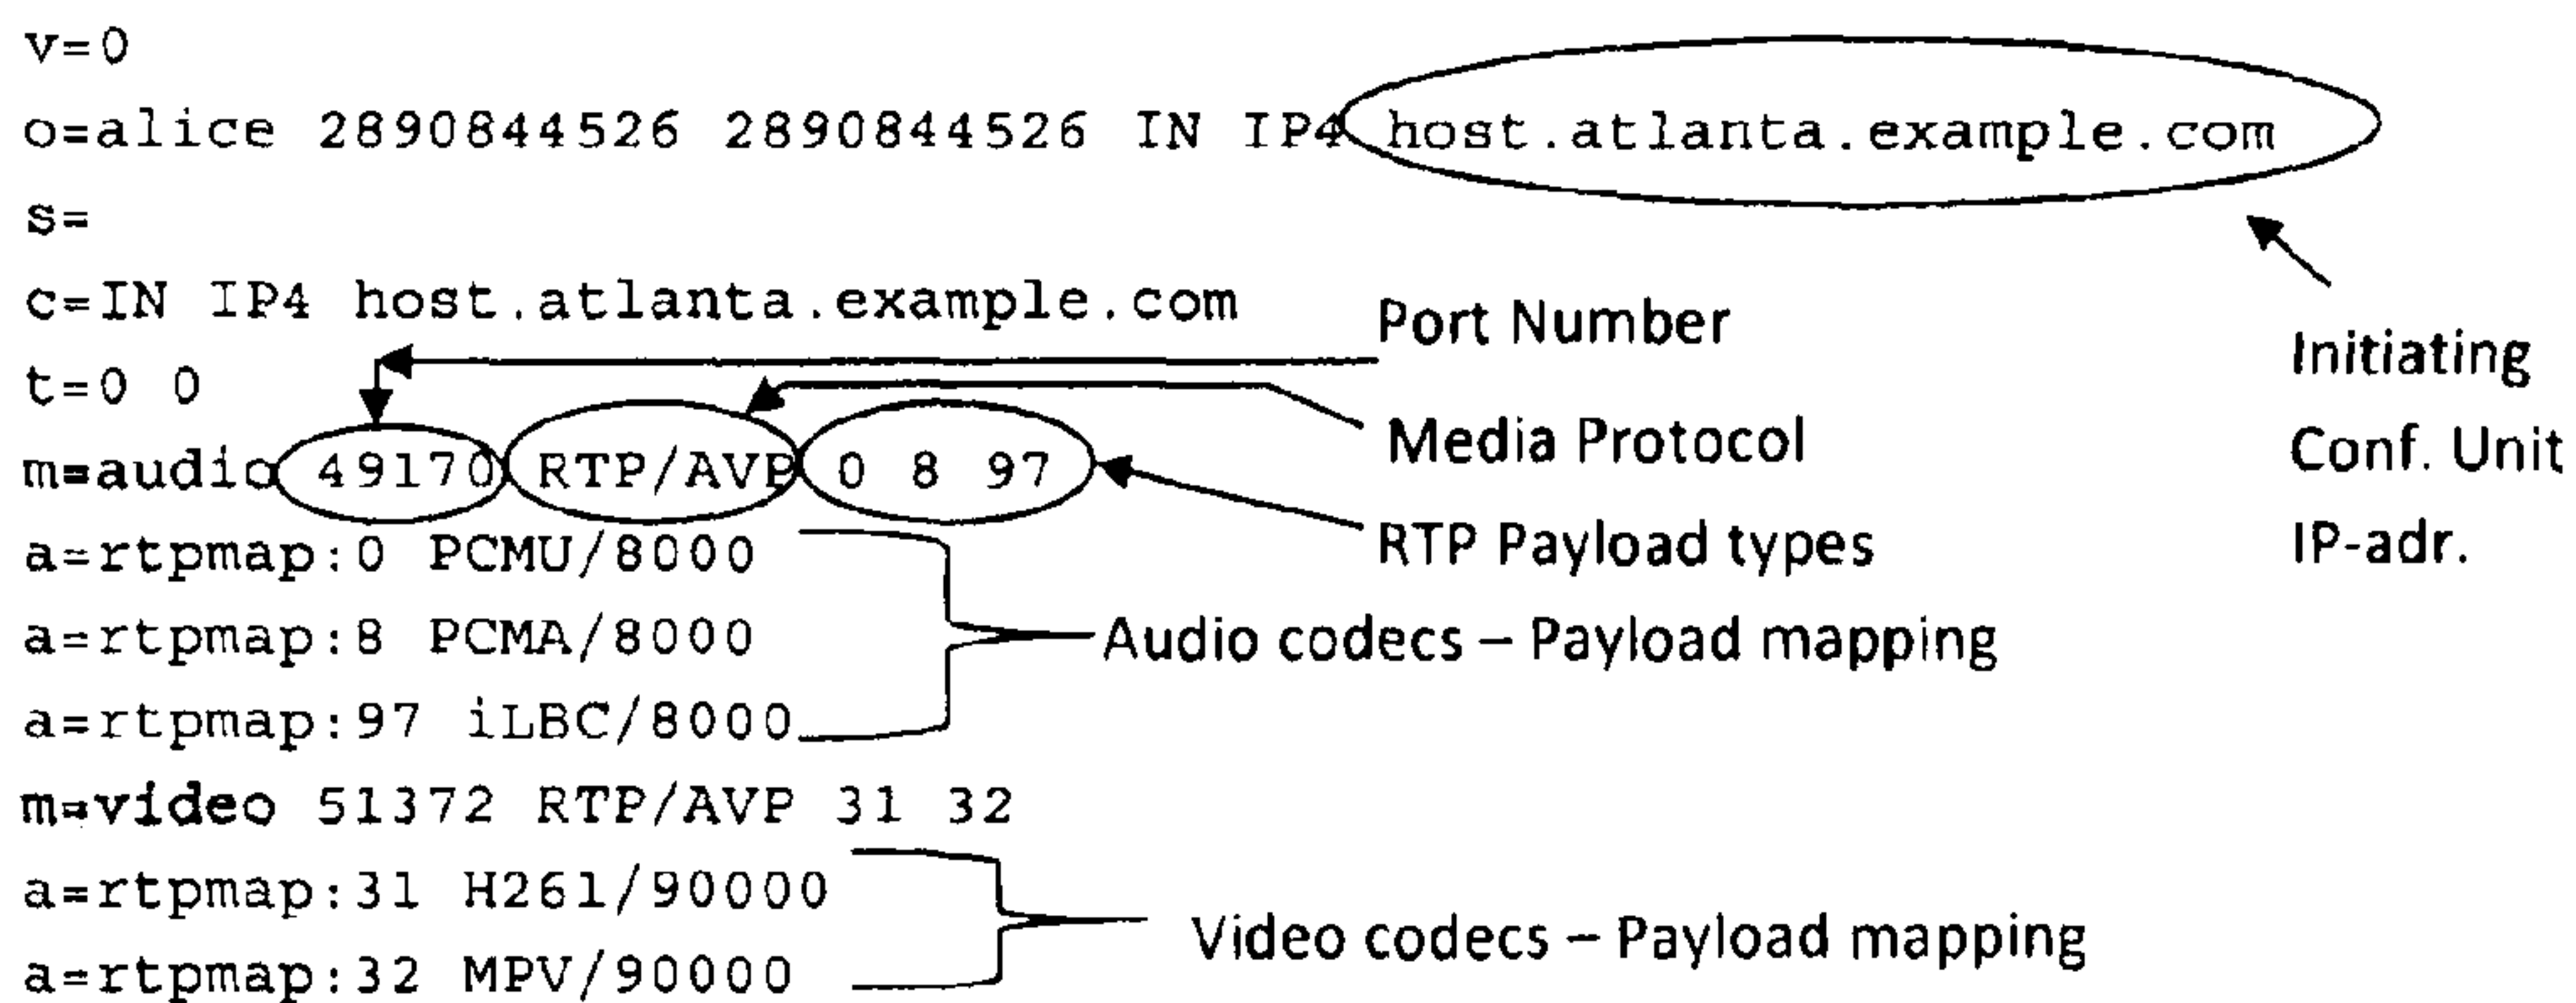 v=0
o=alice 2890844526 2890844526 IN IP4 host.atlanta.example.com
s=
c=IN IP4 host.atlanta.example.com
Port Number
Initiating
Conf. Unit
IP-adr.
t=0 0
Media Protocol
m=audio 49170 RTP/AVP 0 8 97
RTP Payload types
a=rtpmap:0 PCMU/8000
a=rtpmap:8 PCMA/8000
Audio codecs – Payload mapping
a=rtpmap:97 iLBC/8000
m=video 51372 RTP/AVP 31 32
a=rtpmap:31 H261/90000
Video codecs – Payload mapping
a=rtpmap:32 MPV/90000